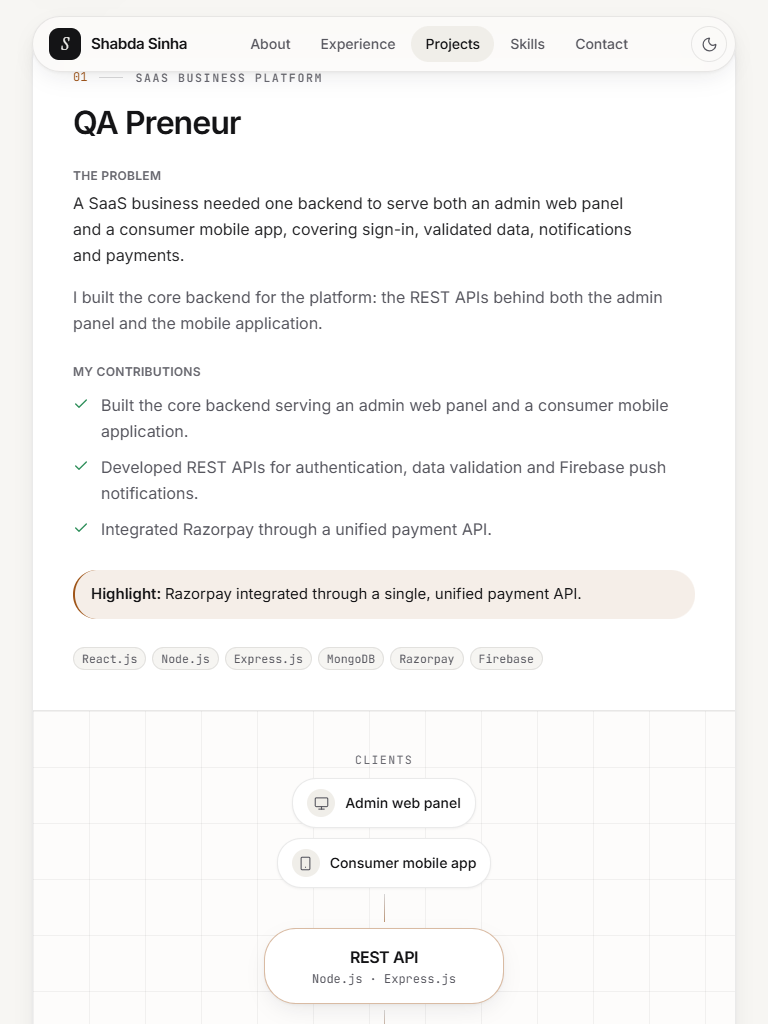 S Shabda Sinha About Experience Projects Skills Contact
01 SAAS BUSINESS PLATFORM
QA Preneur
THE PROBLEM
A SaaS business needed one backend to serve both an admin web panel
and a consumer mobile app, covering sign-in, validated data, notifications
and payments.
I built the core backend for the platform: the REST APIs behind both the admin
panel and the mobile application.
MY CONTRIBUTIONS
Built the core backend serving an admin web panel and a consumer mobile
application.
Developed REST APIs for authentication, data validation and Firebase push
notifications.
Integrated Razorpay through a unified payment API.
Highlight: Razorpay integrated through a single, unified payment API.
React.js Node.js Express.js MongoDB Razorpay Firebase
CLIENTS
Admin web panel
Consumer mobile app
REST API
Node.js · Express.js